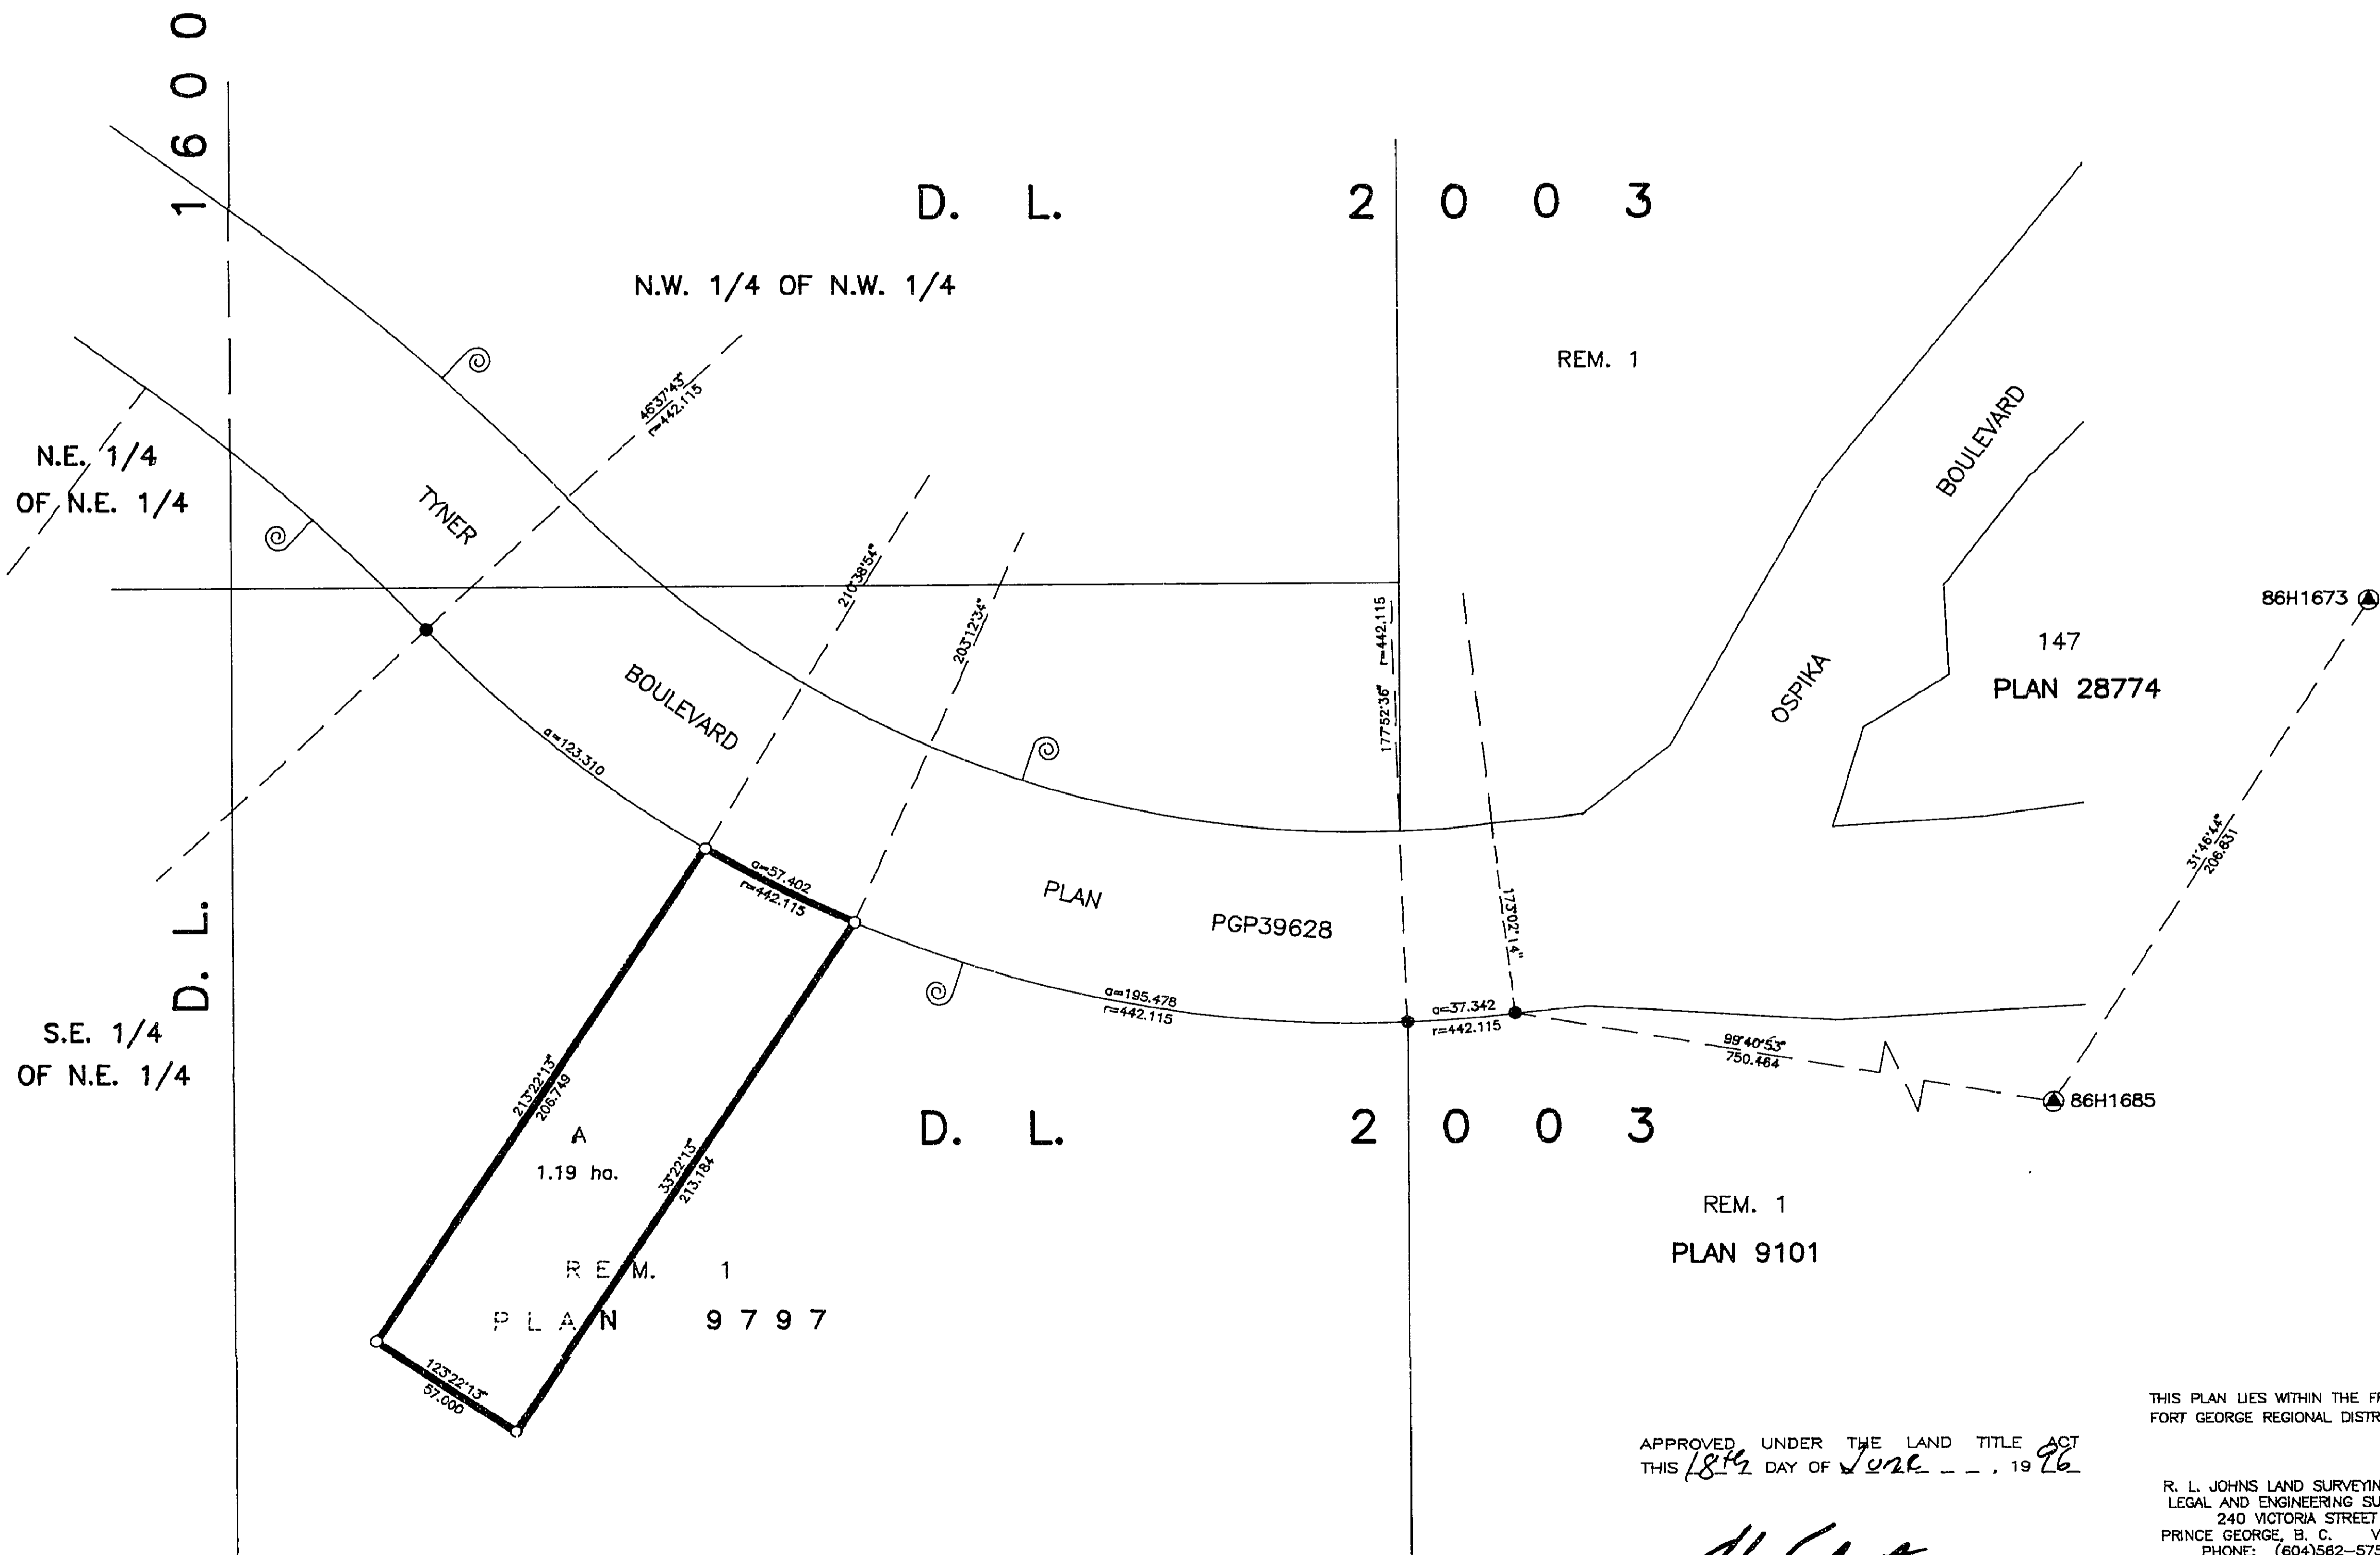 D. L. 1600
D. L. 2003
N.W. 1/4 OF N.W. 1/4
REM. 1
46°37'43"
r=442.115
BOULEVARD
N.E. 1/4
OF N.E. 1/4
TYNER
210°38'54"
203°12'34"
r=442.115
177°52'36"
86H1673
147
PLAN 28774
OSPIKA
BOULEVARD
a=123.310
31°46'44"
206.631
a=57.402
r=442.115
PLAN
PGP39628
173°02'14"
a=195.478
r=442.115
a=37.342
r=442.115
99°40'53"
750.464
S.E. 1/4
OF N.E. 1/4
86H1685
213°22'13"
206.749
D. L. 2003
A
1.19 ha.
33°22'13"
213.184
REM. 1
PLAN 9101
REM. 1
PLAN 9797
123°22'13"
57.000
THIS PLAN LIES WITHIN THE
FORT GEORGE REGIONAL
APPROVED UNDER THE LAND TITLE ACT
THIS 18th DAY OF June, 1996
R. L. JOHNS LAND
LEGAL AND ENGINEERING
240 VICTORIA STREET
PRINCE GEORGE, B. C.
PHONE: